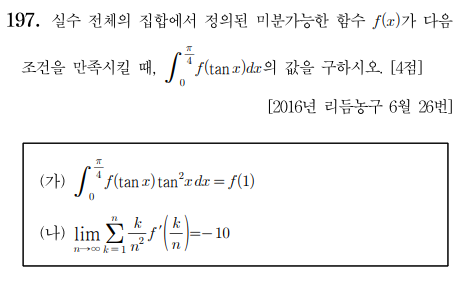 197. 실수 전체의 집합에서 정의된 미분가능한 함수 f(x)가 다음
조건을 만족시킬 때, ∫₀^{π/4} f(tan x)dx의 값을 구하시오. [4점]
[2016년 리듬농구 6월 26번]
(가) ∫₀^{π/4} f(tan x)tan²x dx = f(1)
(나) lim_{n→∞} Σ_{k=1}^{n} k/n² f′(k/n) = −10